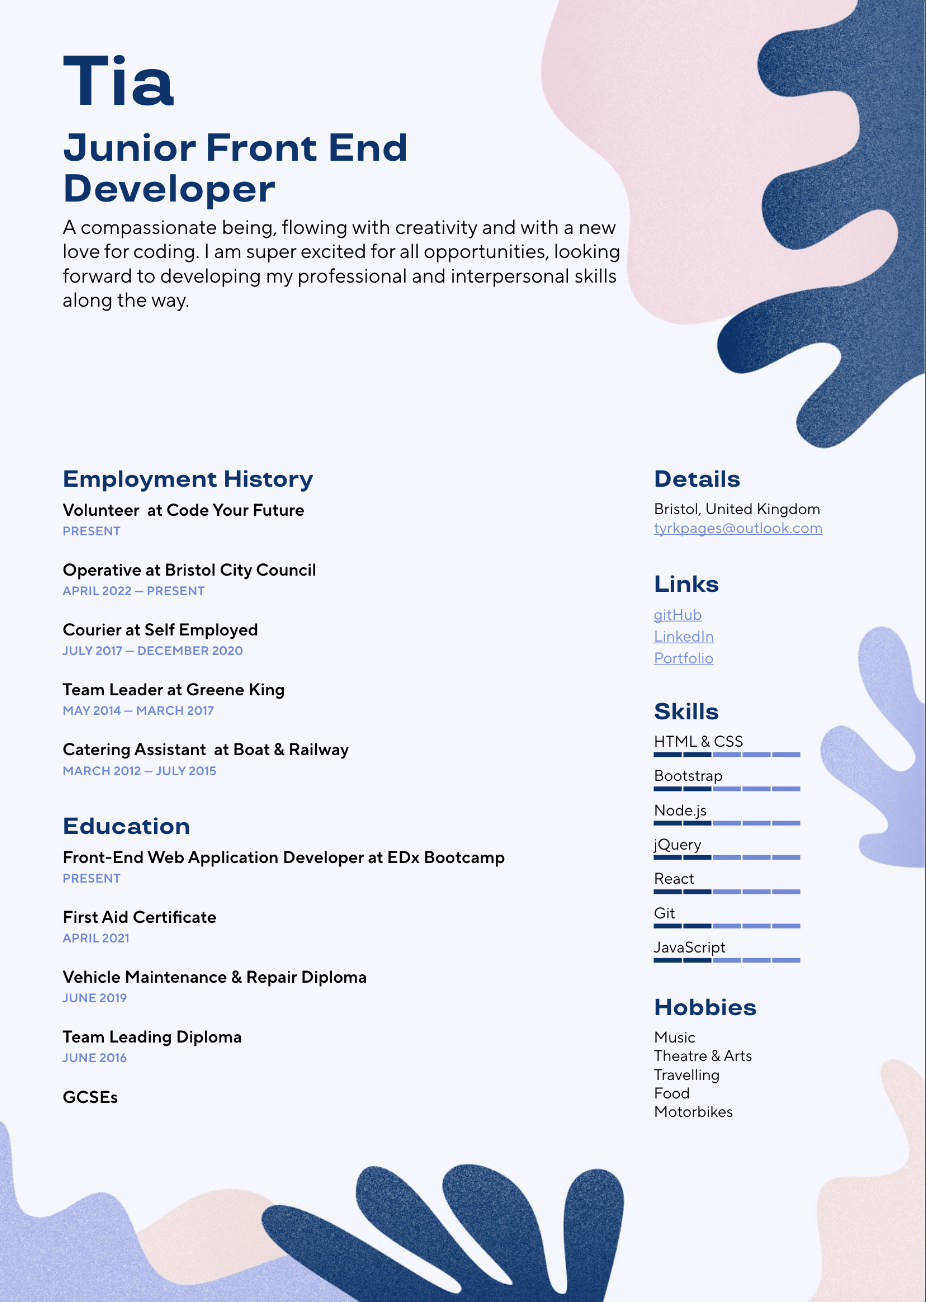 Tia
Junior Front End
Developer
A compassionate being, flowing with creativity and with a new
love for coding. I am super excited for all opportunities, looking
forward to developing my professional and interpersonal skills
along the way.
Employment History
Volunteer at Code Your Future
PRESENT
Operative at Bristol City Council
APRIL 2022 — PRESENT
Courier at Self Employed
JULY 2017 — DECEMBER 2020
Team Leader at Greene King
MAY 2014 — MARCH 2017
Catering Assistant at Boat & Railway
MARCH 2012 — JULY 2015
Education
Front-End Web Application Developer at EDx Bootcamp
PRESENT
First Aid Certificate
APRIL 2021
Vehicle Maintenance & Repair Diploma
JUNE 2019
Team Leading Diploma
JUNE 2016
GCSEs
Details
Bristol, United Kingdom
tyrkpages@outlook.com
Links
gitHub
LinkedIn
Portfolio
Skills
HTML & CSS
Bootstrap
Node.js
jQuery
React
Git
JavaScript
Hobbies
Music
Theatre & Arts
Travelling
Food
Motorbikes